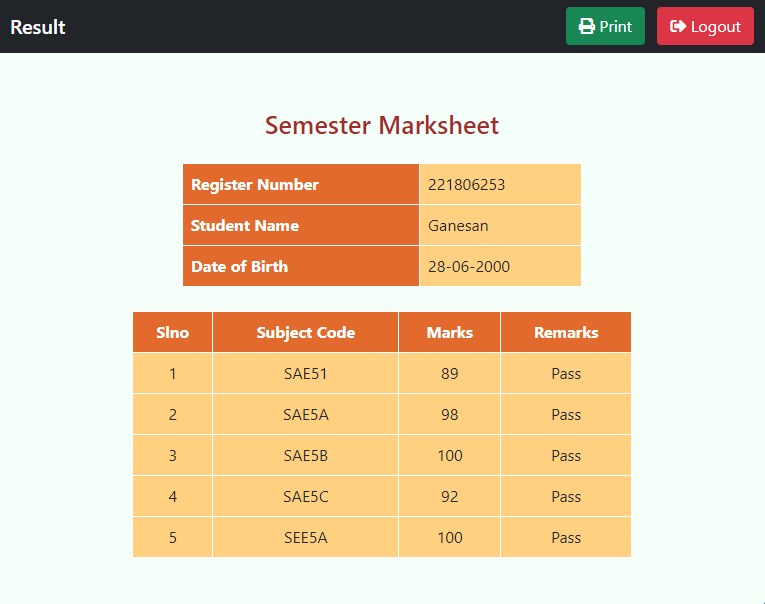 Result Print Logout
Semester Marksheet
Register Number 221806253
Student Name Ganesan
Date of Birth 28-06-2000
Slno Subject Code Marks Remarks
1 SAE51 89 Pass
2 SAE5A 98 Pass
3 SAE5B 100 Pass
4 SAE5C 92 Pass
5 SEE5A 100 Pass